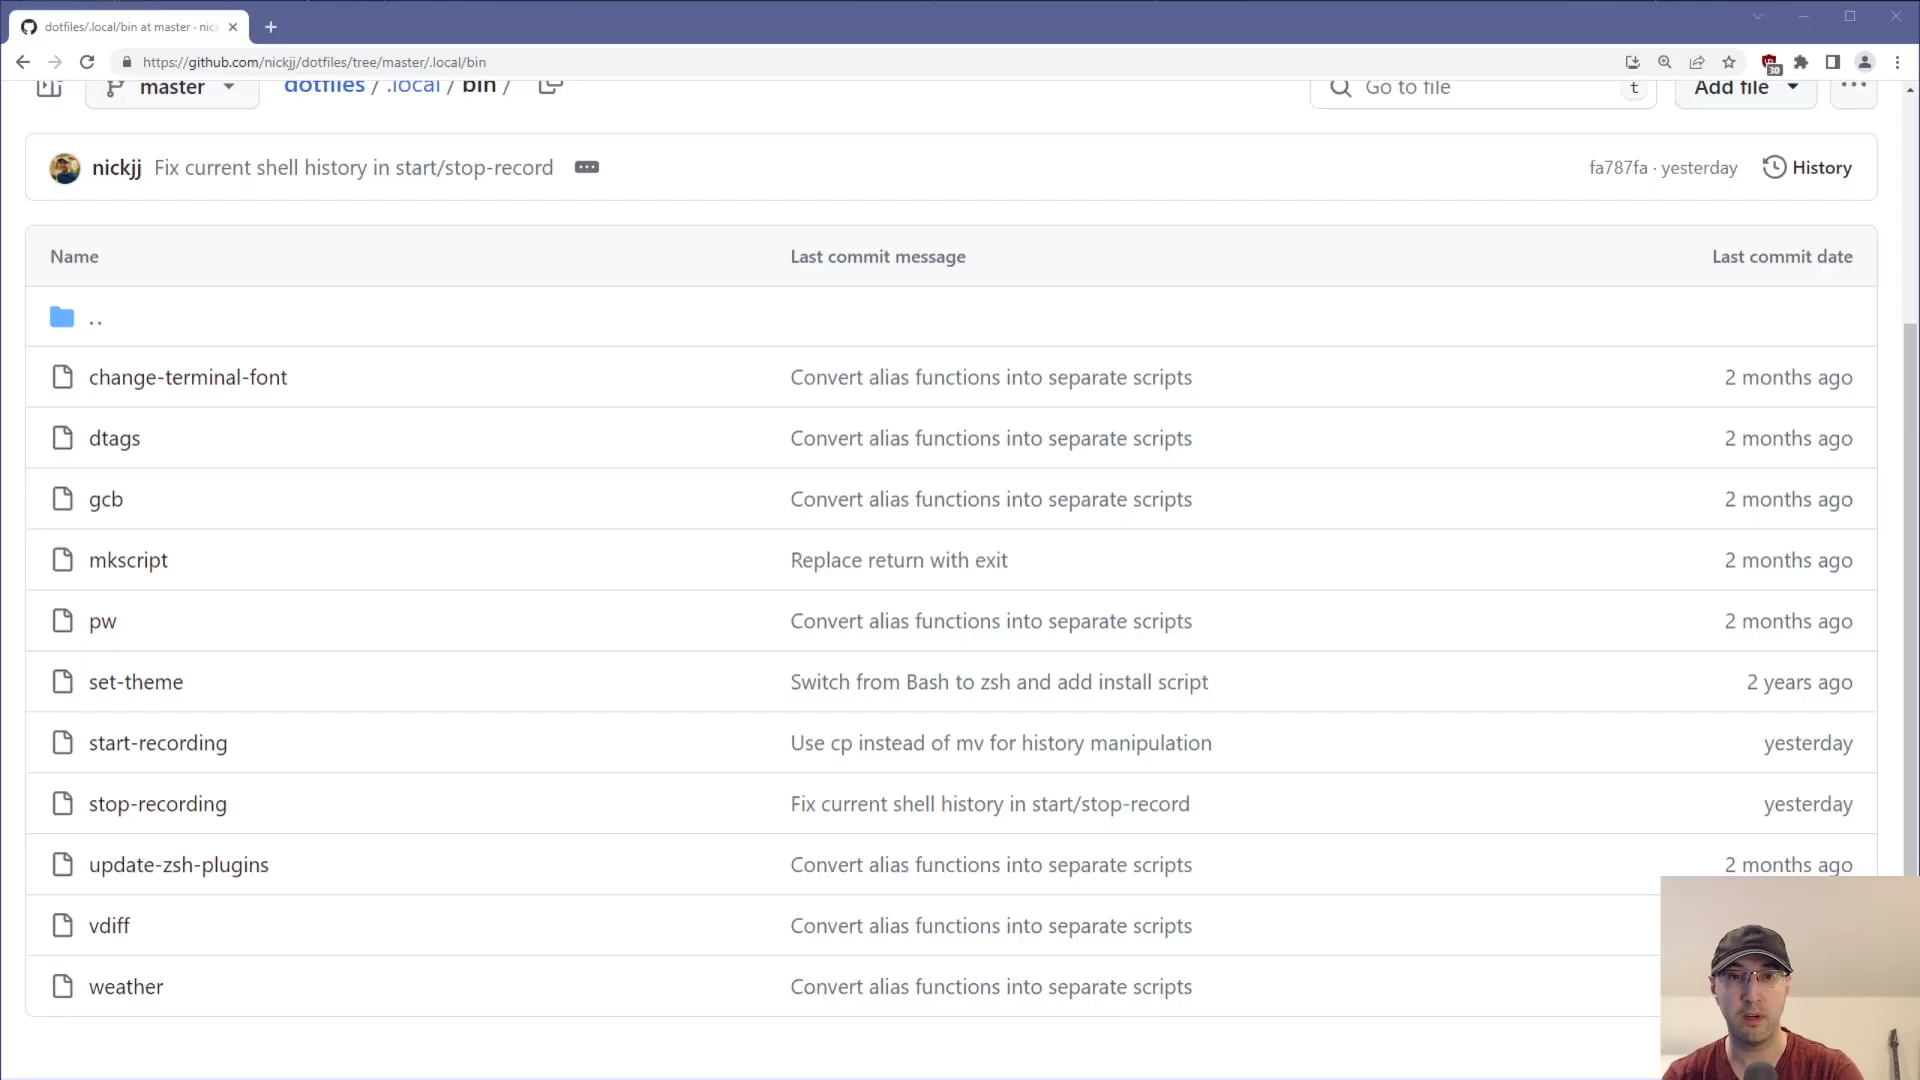 dotfiles/.local/bin at master · nic
https://github.com/nickjj/dotfiles/tree/master/.local/bin
30
master dotfiles / .local / bin / Go to file t Add file
nickjj Fix current shell history in start/stop-record fa787fa · yesterday History
Name Last commit message Last commit date
..
change-terminal-font Convert alias functions into separate scripts 2 months ago
dtags Convert alias functions into separate scripts 2 months ago
gcb Convert alias functions into separate scripts 2 months ago
mkscript Replace return with exit 2 months ago
pw Convert alias functions into separate scripts 2 months ago
set-theme Switch from Bash to zsh and add install script 2 years ago
start-recording Use cp instead of mv for history manipulation yesterday
stop-recording Fix current shell history in start/stop-record yesterday
update-zsh-plugins Convert alias functions into separate scripts 2 months ago
vdiff Convert alias functions into separate scripts
weather Convert alias functions into separate scripts